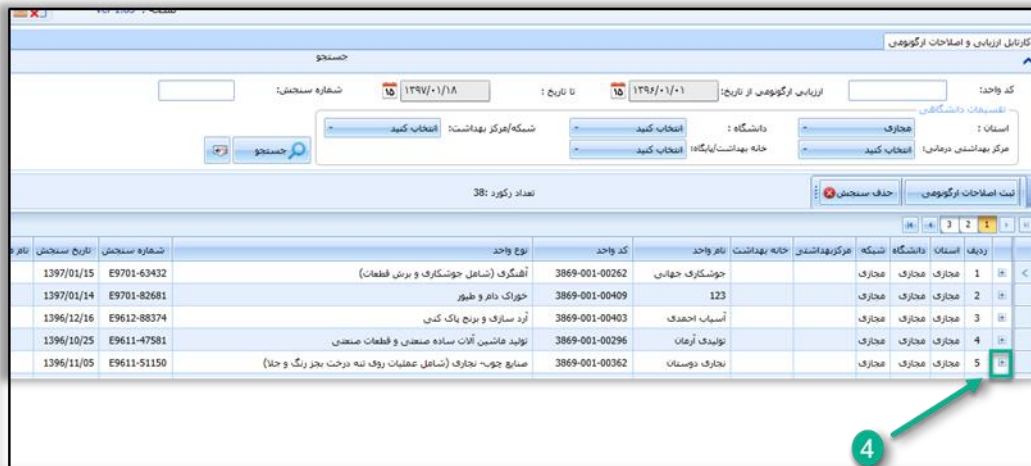 Ver 1.05
کارتابل ارزیابی و اصلاحات ارگونومی
جستجو
کد واحد: ارزیابی ارگونومی از تاریخ: ۱۳۹۶/۰۱/۰۱ ۱۵ تا تاریخ : ۱۳۹۷/۰۱/۱۸ ۱۵ شماره سنجش:
تقسیمات دانشگاهی
استان : مجازی دانشگاه : انتخاب کنید شبکه/مرکز بهداشت: انتخاب کنید
مرکز بهداشتی درمانی: انتخاب کنید خانه بهداشت/پایگاه: انتخاب کنید جستجو
ثبت اصلاحات ارگونومی حذف سنجش تعداد رکورد :38
1 2 3
ردیف استان دانشگاه شبکه مرکزبهداشتی خانه بهداشت نام واحد کد واحد نوع واحد شماره سنجش تاریخ سنجش
1 مجازی مجازی مجازی جوشکاری جهانی 3869-001-00262 آهنگری (شامل جوشکاری و برش قطعات) E9701-63432 1397/01/15
2 مجازی مجازی مجازی 123 3869-001-00409 خوراک دام و طیور E9701-82681 1397/01/14
3 مجازی مجازی مجازی آسیاب احمدی 3869-001-00403 آرد سازی و برنج پاک کنی E9612-88374 1396/12/16
4 مجازی مجازی مجازی تولیدی آرمان 3869-001-00296 تولید ماشین آلات ساده صنعتی و قطعات صنعتی E9611-47581 1396/10/25
5 مجازی مجازی مجازی نجاری دوستان 3869-001-00362 صنایع چوب- نجاری (شامل عملیات روی تنه درخت بجز رنگ و جلا) E9611-51150 1396/11/05
4